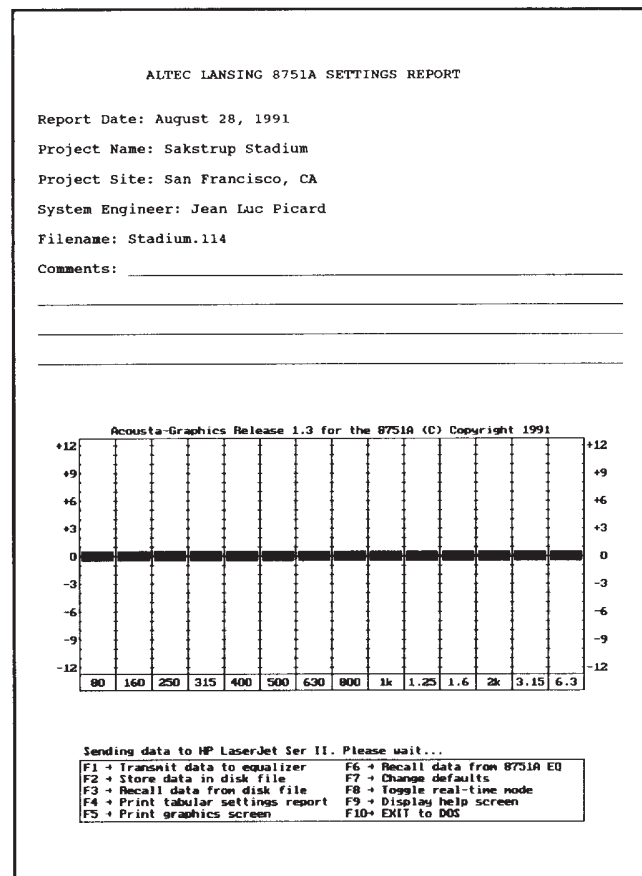 ALTEC LANSING 8751A SETTINGS REPORT
Report Date: August 28, 1991
Project Name: Sakstrup Stadium
Project Site: San Francisco, CA
System Engineer: Jean Luc Picard
Filename: Stadium.114
Comments:
Acousta-Graphics Release 1.3 for the 8751A (C) Copyright 1991
+12 +12
+9 +9
+6 +6
+3 +3
0 0
-3 -3
-6 -6
-9 -9
-12 -12
80 160 250 315 400 500 630 800 1k 1.25 1.6 2k 3.15 6.3
Sending data to HP LaserJet Ser II. Please wait...
F1 → Transmit data to equalizer F6 → Recall data from 8751A EQ
F2 → Store data in disk file F7 → Change defaults
F3 → Recall data from disk file F8 → Toggle real-time mode
F4 → Print tabular settings report F9 → Display help screen
F5 → Print graphics screen F10→ EXIT to DOS